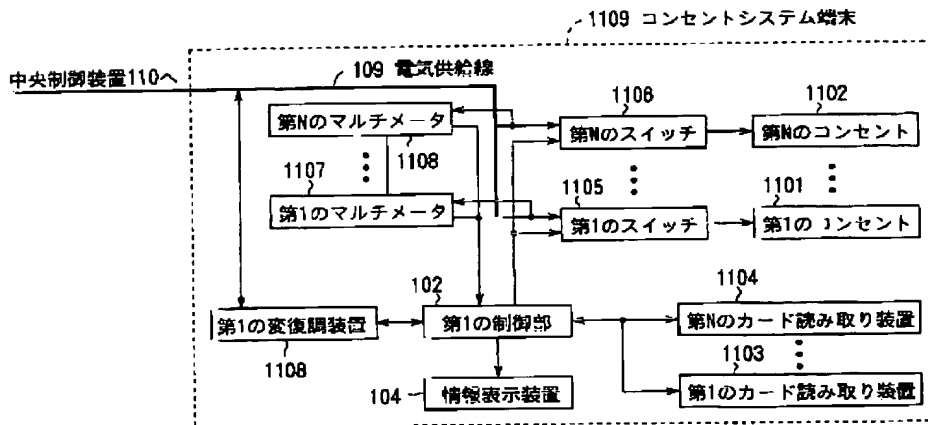 1109 コンセントシステム端末
中央制御装置110へ
109 電気供給線
第Nのマルチメータ
1108
1106
第Nのスイッチ
1102
第Nのコンセント
1107
第1のマルチメータ
1105
第1のスイッチ
1101
第1のコンセント
102
第1の制御部
第1の変復調装置
1108
104
情報表示装置
1104
第Nのカード読み取り装置
1103
第1のカード読み取り装置